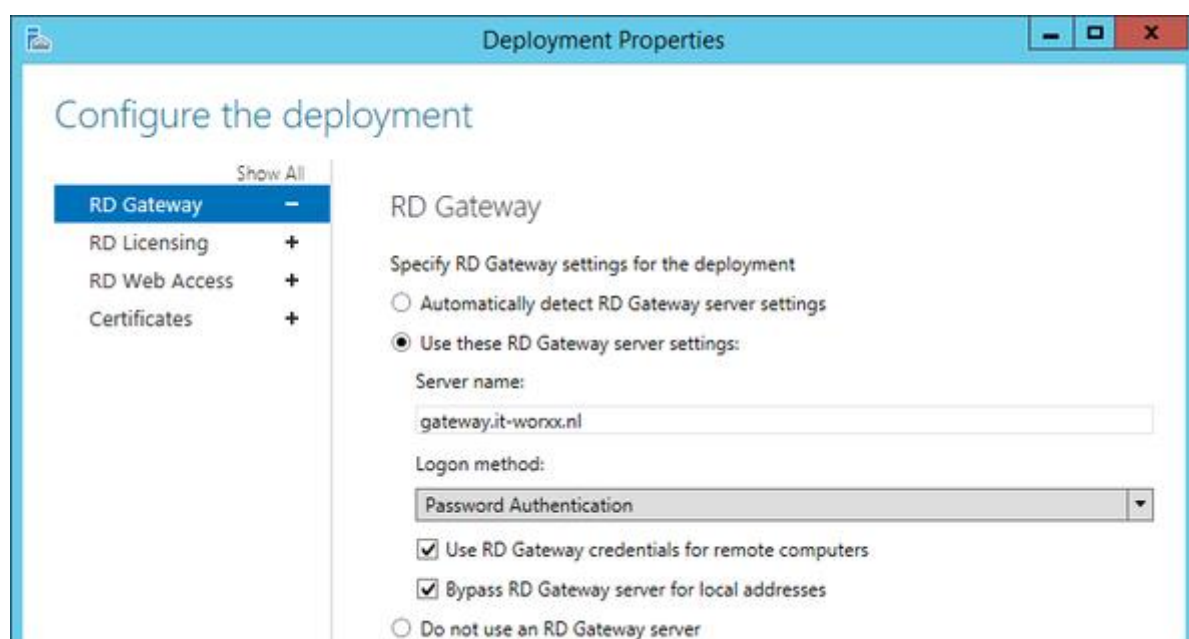 Deployment Properties
Configure the deployment
Show All
RD Gateway –
RD Licensing +
RD Web Access +
Certificates +
RD Gateway
Specify RD Gateway settings for the deployment
Automatically detect RD Gateway server settings
Use these RD Gateway server settings:
Server name:
gateway.it-worxx.nl
Logon method:
Password Authentication
Use RD Gateway credentials for remote computers
Bypass RD Gateway server for local addresses
Do not use an RD Gateway server